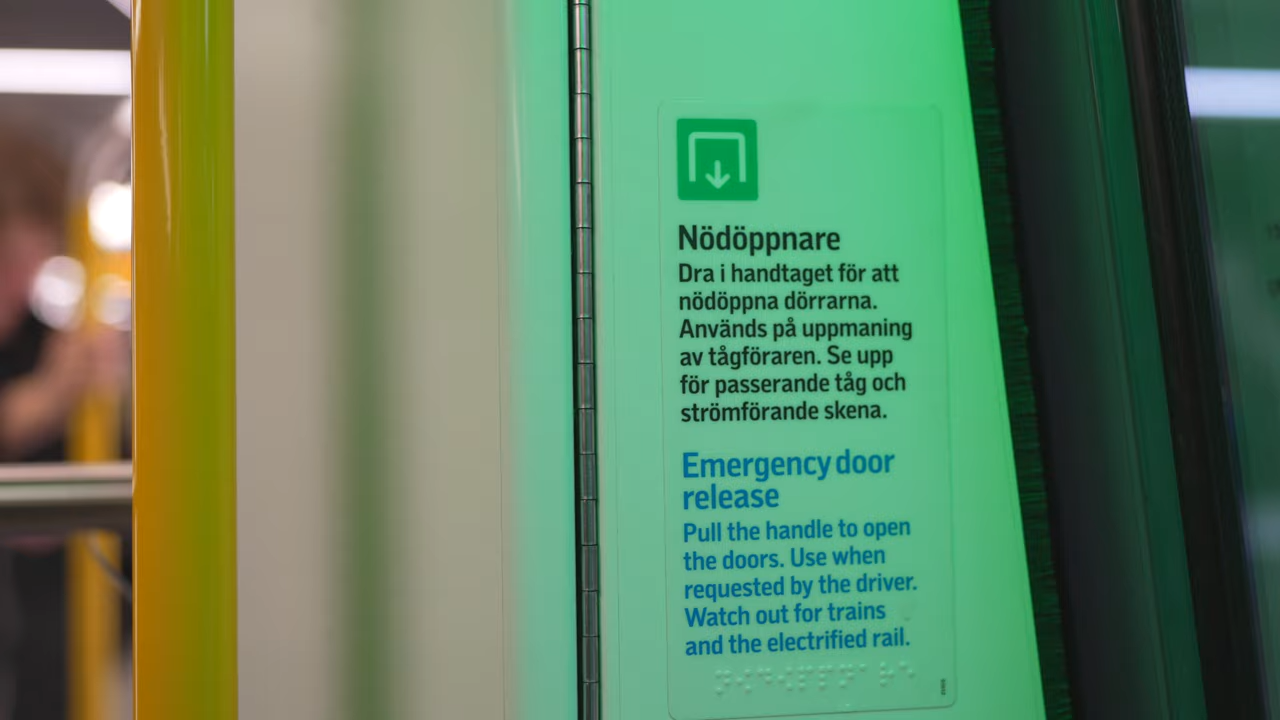 Nödöppnare
Dra i handtaget för att
nödöppna dörrarna.
Används på uppmaning
av tågföraren. Se upp
för passerande tåg och
strömförande skena.
Emergency door
release
Pull the handle to open
the doors. Use when
requested by the driver.
Watch out for trains
and the electrified rail.